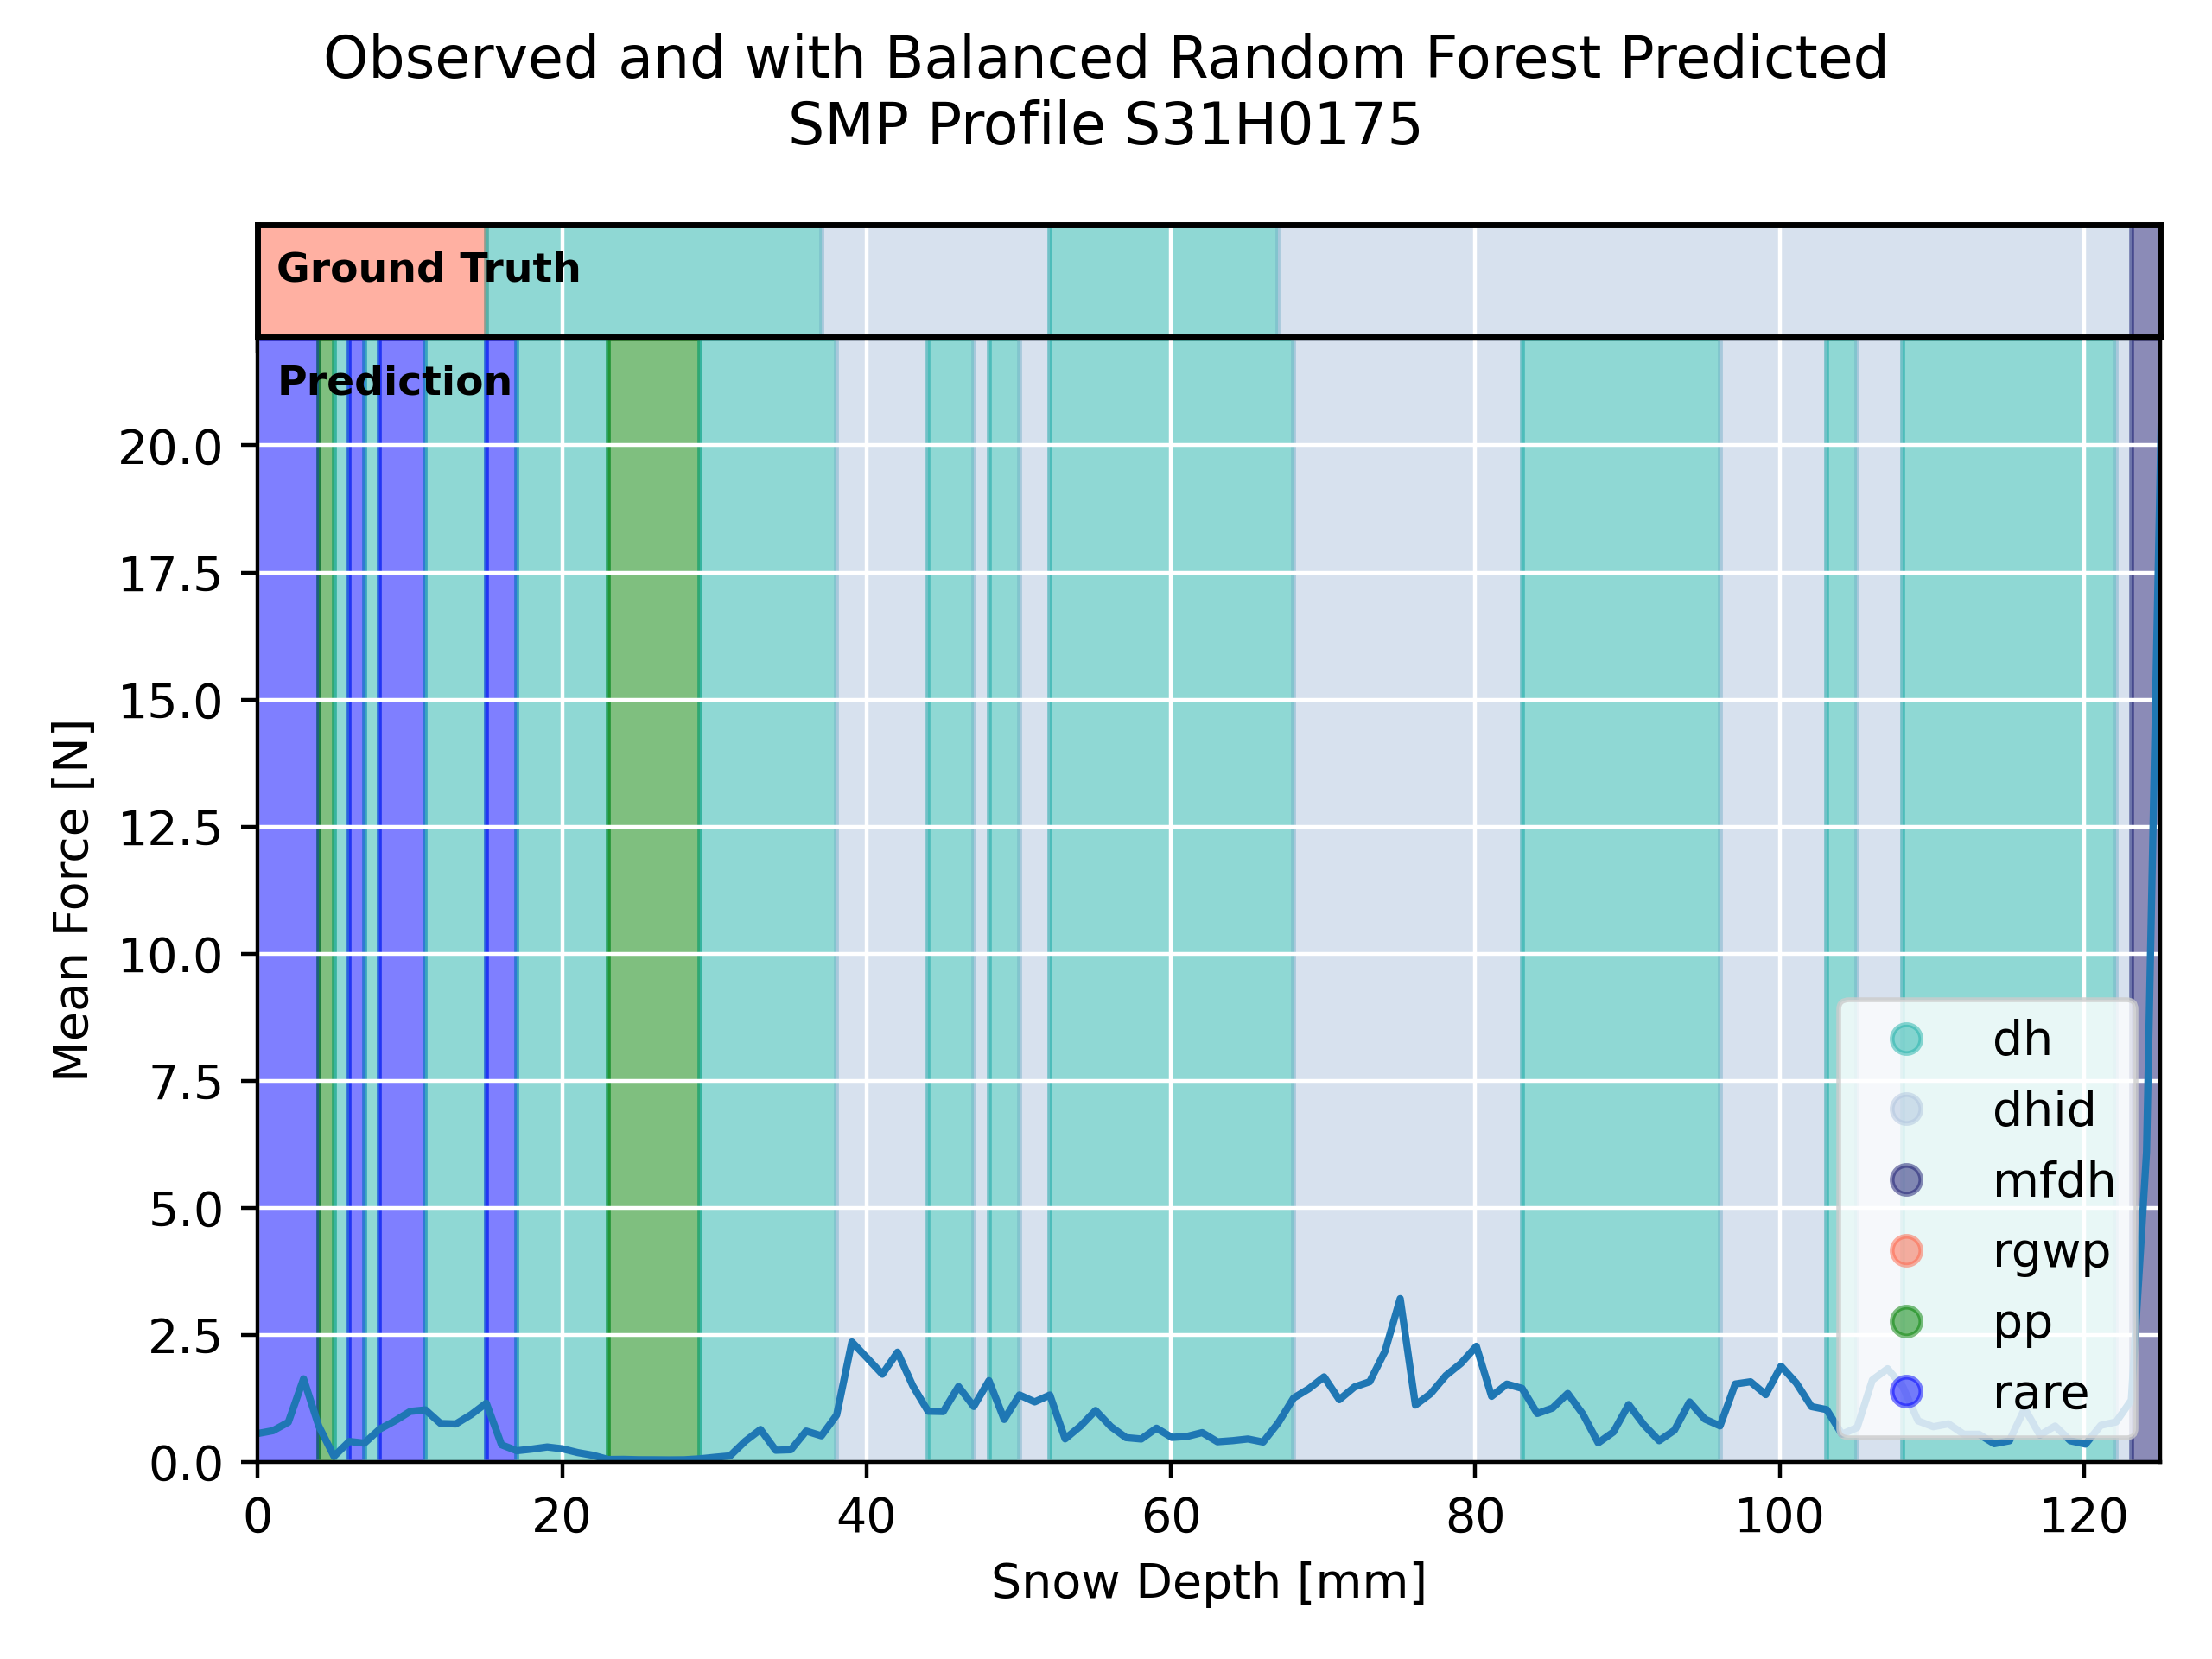 Observed and with Balanced Random Forest Predicted
SMP Profile S31H0175
Ground Truth
Prediction
20.0
17.5
15.0
12.5
10.0
7.5
5.0
2.5
0.0
Mean Force [N]
dh
dhid
mfdh
rgwp
pp
rare
0 20 40 60 80 100 120
Snow Depth [mm]